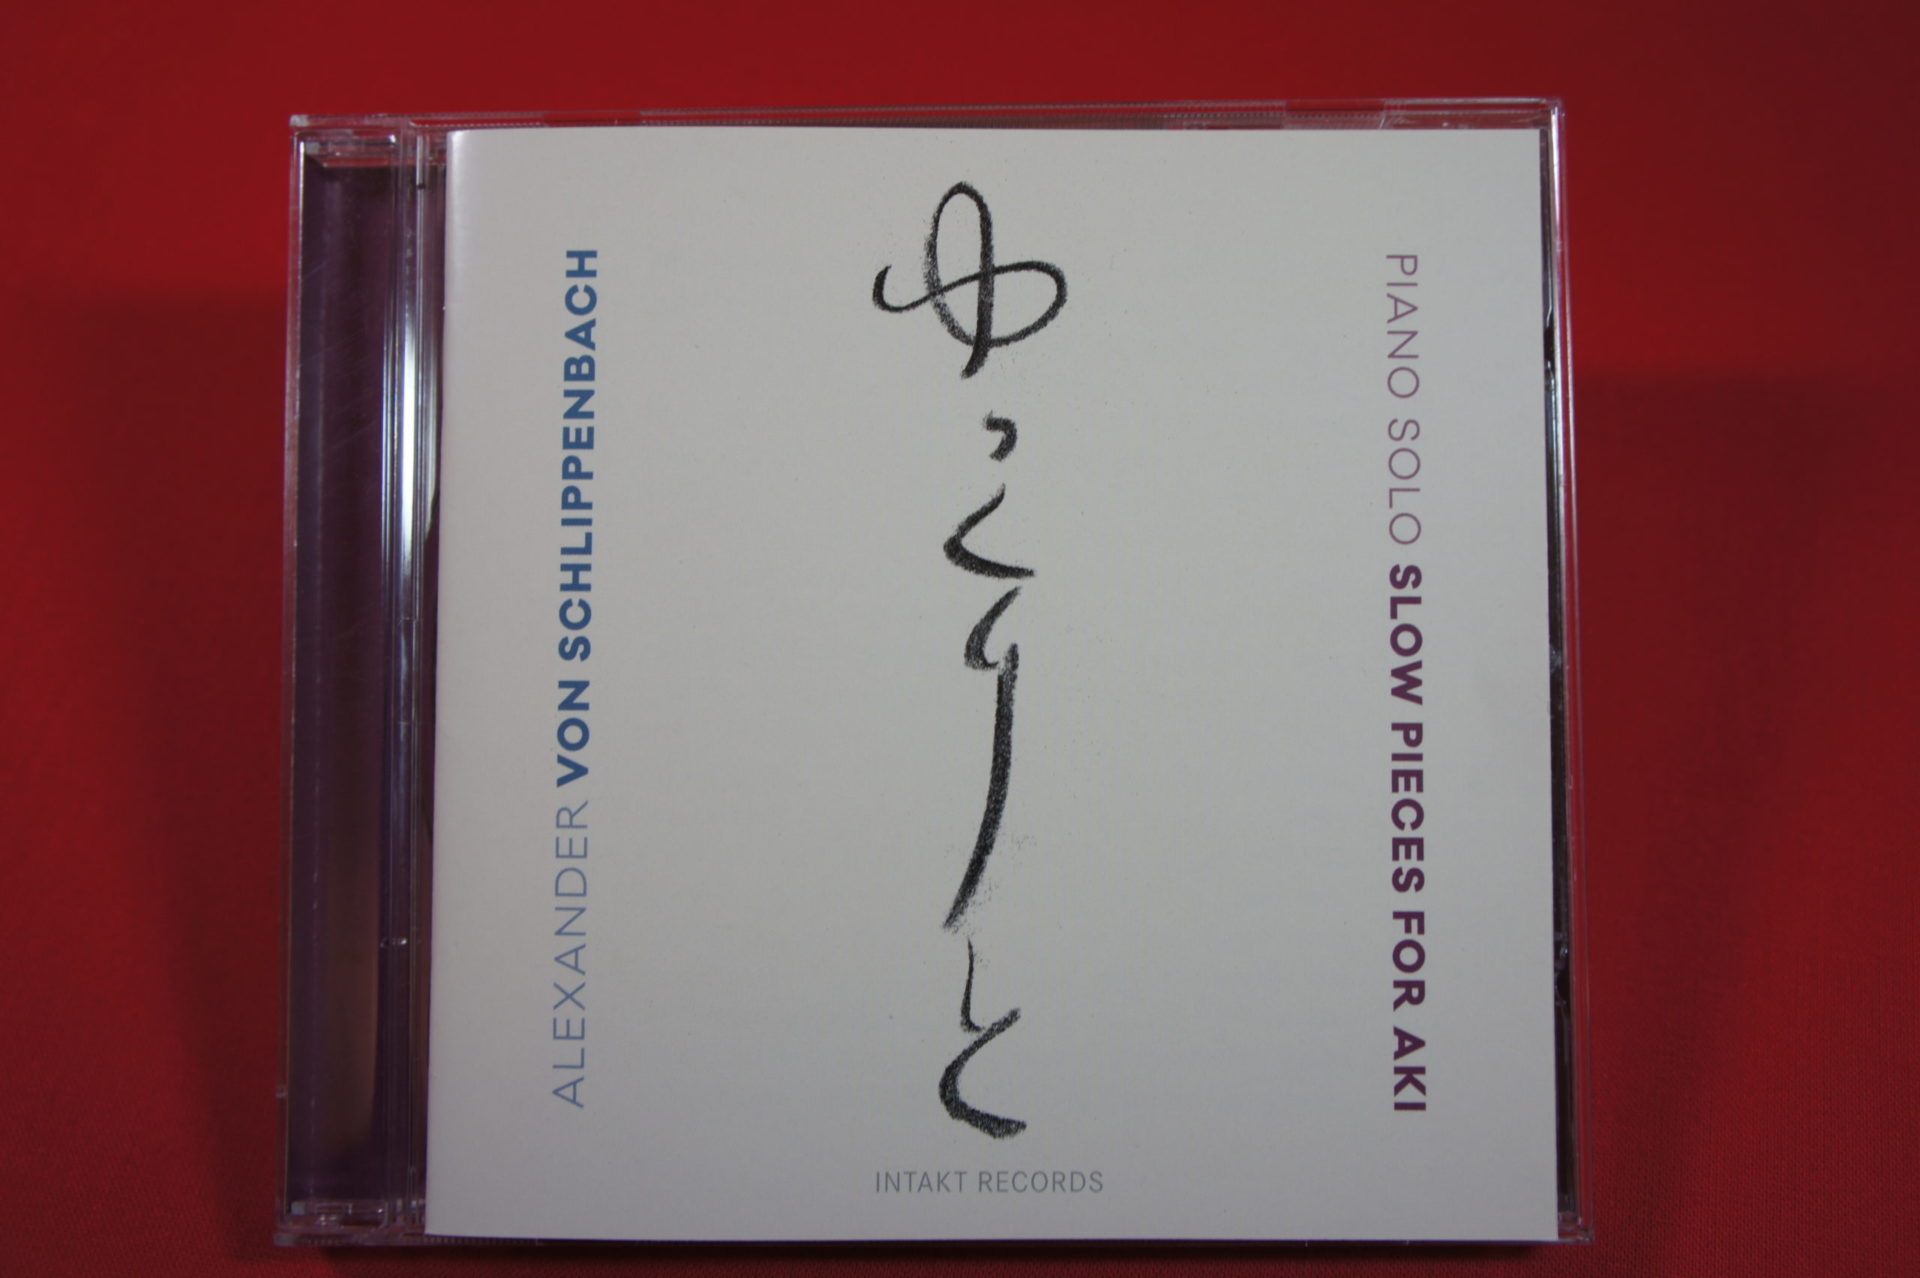 ALEXANDER VON SCHLIPPENBACH
ゆっくりと
PIANO SOLO SLOW PIECES FOR AKI
INTAKT RECORDS